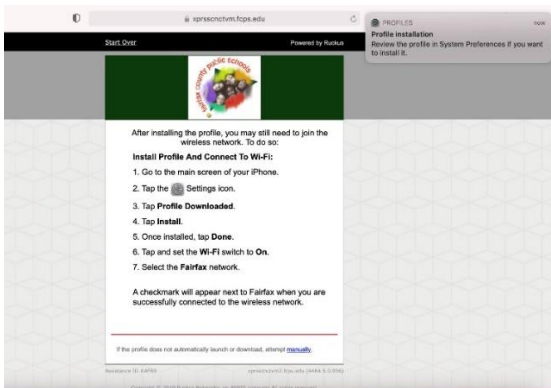 xprsscnctvm.fcps.edu
PROFILES now
Profile installation
Review the profile in System Preferences if you want
to install it.
Start Over Powered by Ruckus
After installing the profile, you may still need to join the
wireless network. To do so:
Install Profile And Connect To Wi-Fi:
1. Go to the main screen of your iPhone.
2. Tap the Settings icon.
3. Tap Profile Downloaded.
4. Tap Install.
5. Once installed, tap Done.
6. Tap and set the Wi-Fi switch to On.
7. Select the Fairfax network.
A checkmark will appear next to Fairfax when you are
successfully connected to the wireless network.
If the profile does not automatically launch or download, attempt manually.